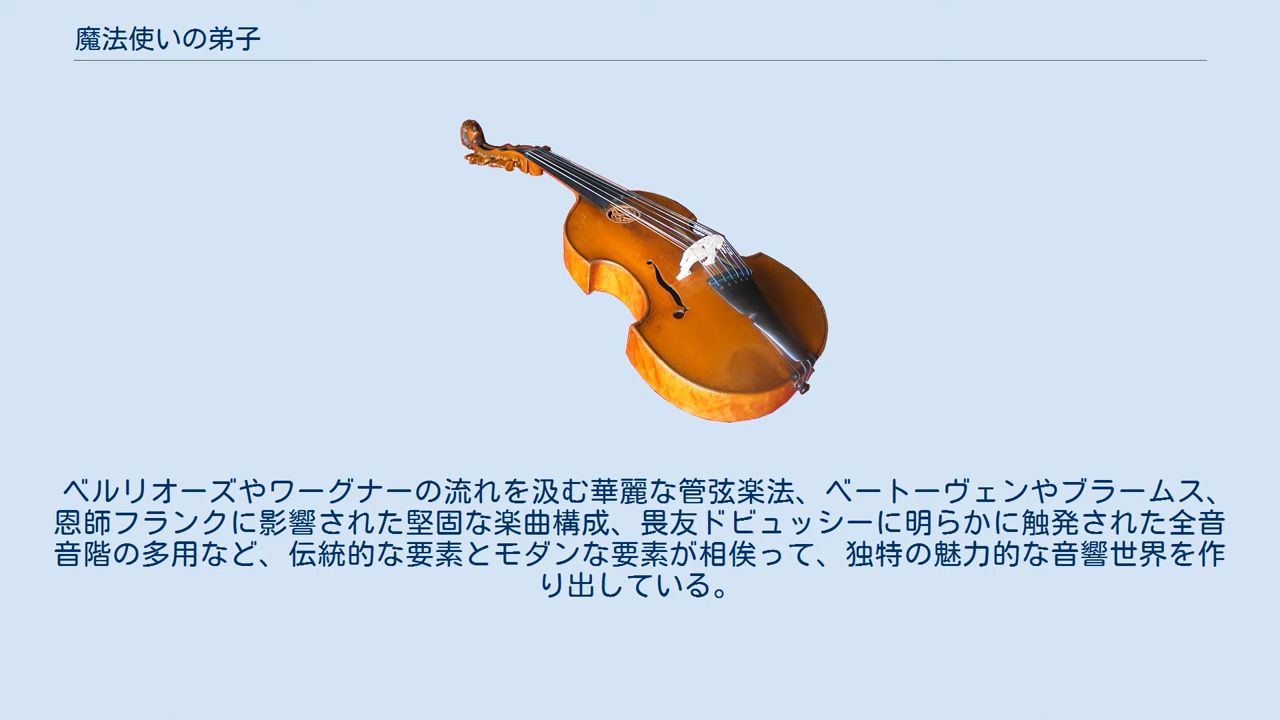 魔法使いの弟子
ベルリオーズやワーグナーの流れを汲む華麗な管弦楽法、ベートーヴェンやブラームス、
恩師フランクに影響された堅固な楽曲構成、畏友ドビュッシーに明らかに触発された全音
音階の多用など、伝統的な要素とモダンな要素が相俟って、独特の魅力的な音響世界を作
り出している。